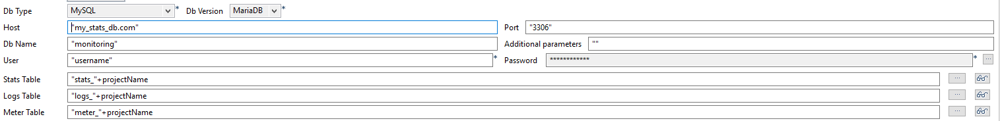 Db Type MySQL * Db Version MariaDB *
Host "my_stats_db.com" Port "3306"
Db Name "monitoring" Additional parameters ""
User "username" * Password ************ * ...
Stats Table "stats_"+projectName ...
Logs Table "logs_"+projectName ...
Meter Table "meter_"+projectName ...